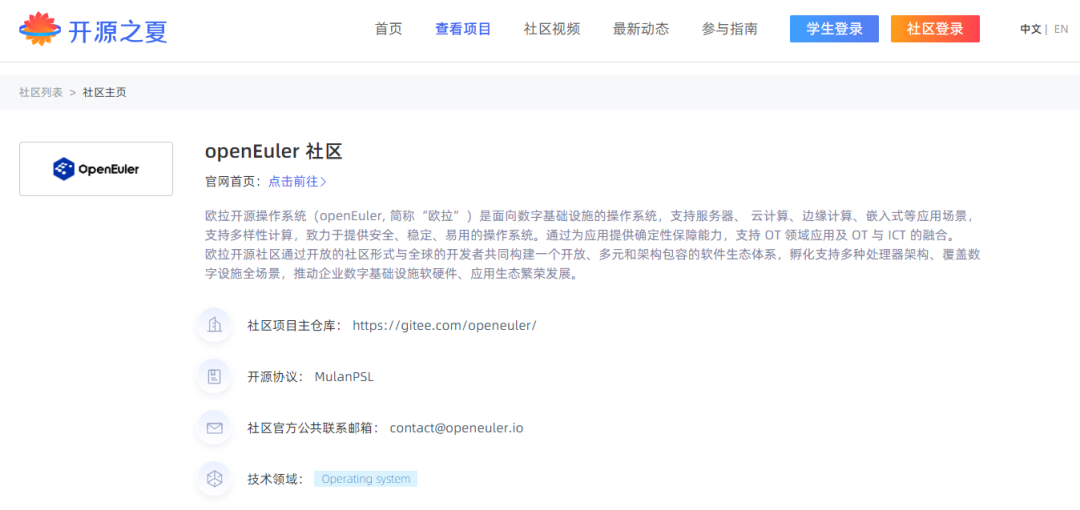 开源之夏
首页 查看项目 社区视频 最新动态 参与指南 学生登录 社区登录 中文 | EN
社区列表 > 社区主页
OpenEuler
openEuler 社区
官网首页：点击前往>
欧拉开源操作系统（openEuler, 简称“欧拉”）是面向数字基础设施的操作系统，支持服务器、 云计算、边缘计算、嵌入式等应用场景，
支持多样性计算，致力于提供安全、稳定、易用的操作系统。通过为应用提供确定性保障能力，支持 OT 领域应用及 OT 与 ICT 的融合。
欧拉开源社区通过开放的社区形式与全球的开发者共同构建一个开放、多元和架构包容的软件生态体系，孵化支持多种处理器架构、覆盖数
字设施全场景，推动企业数字基础设施软硬件、应用生态繁荣发展。
社区项目主仓库： https://gitee.com/openeuler/
开源协议： MulanPSL
社区官方公共联系邮箱： contact@openeuler.io
技术领域： Operating system